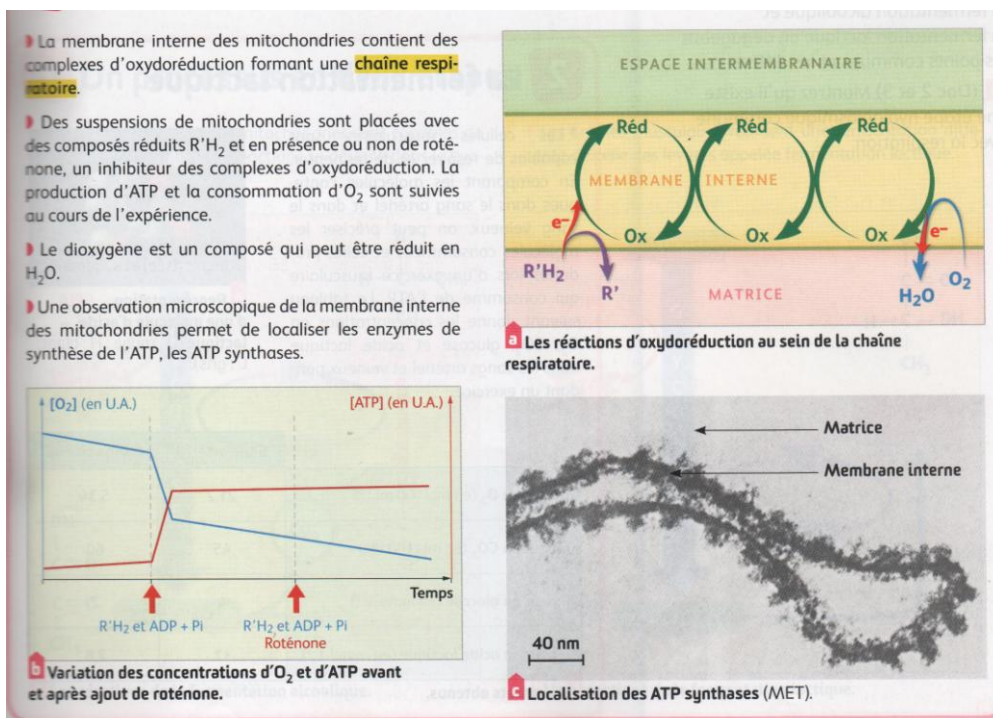 La membrane interne des mitochondries contient des
complexes d'oxydoréduction formant une chaîne respi-
ratoire.
Des suspensions de mitochondries sont placées avec
des composés réduits R'H₂ et en présence ou non de roté-
none, un inhibiteur des complexes d'oxydoréduction. La
production d'ATP et la consommation d'O₂ sont suivies
au cours de l'expérience.
Le dioxygène est un composé qui peut être réduit en
H₂O.
Une observation microscopique de la membrane interne
des mitochondries permet de localiser les enzymes de
synthèse de l'ATP, les ATP synthases.
[O₂] (en U.A.)
[ATP] (en U.A.)
Temps
R'H₂ et ADP + Pi
R'H₂ et ADP + Pi
Roténone
b Variation des concentrations d'O₂ et d'ATP avant
et après ajout de roténone.
ESPACE INTERMEMBRANAIRE
Réd
Réd
Réd
MEMBRANE
INTERNE
e–
Ox
Ox
Ox
e–
R'H₂
R'
MATRICE
H₂O
O₂
a Les réactions d'oxydoréduction au sein de la chaîne
respiratoire.
Matrice
Membrane interne
40 nm
c Localisation des ATP synthases (MET).